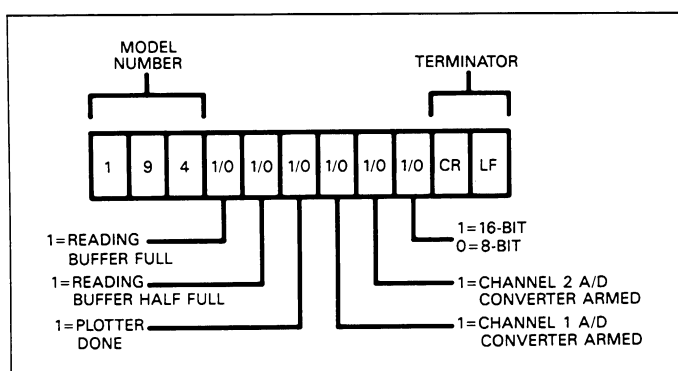 MODEL
NUMBER
TERMINATOR
1 9 4 1/0 1/0 1/0 1/0 1/0 1/0 CR LF
1=READING
BUFFER FULL
1=READING
BUFFER HALF FULL
1=PLOTTER
DONE
1=16-BIT
0=8-BIT
1=CHANNEL 2 A/D
CONVERTER ARMED
1=CHANNEL 1 A/D
CONVERTER ARMED